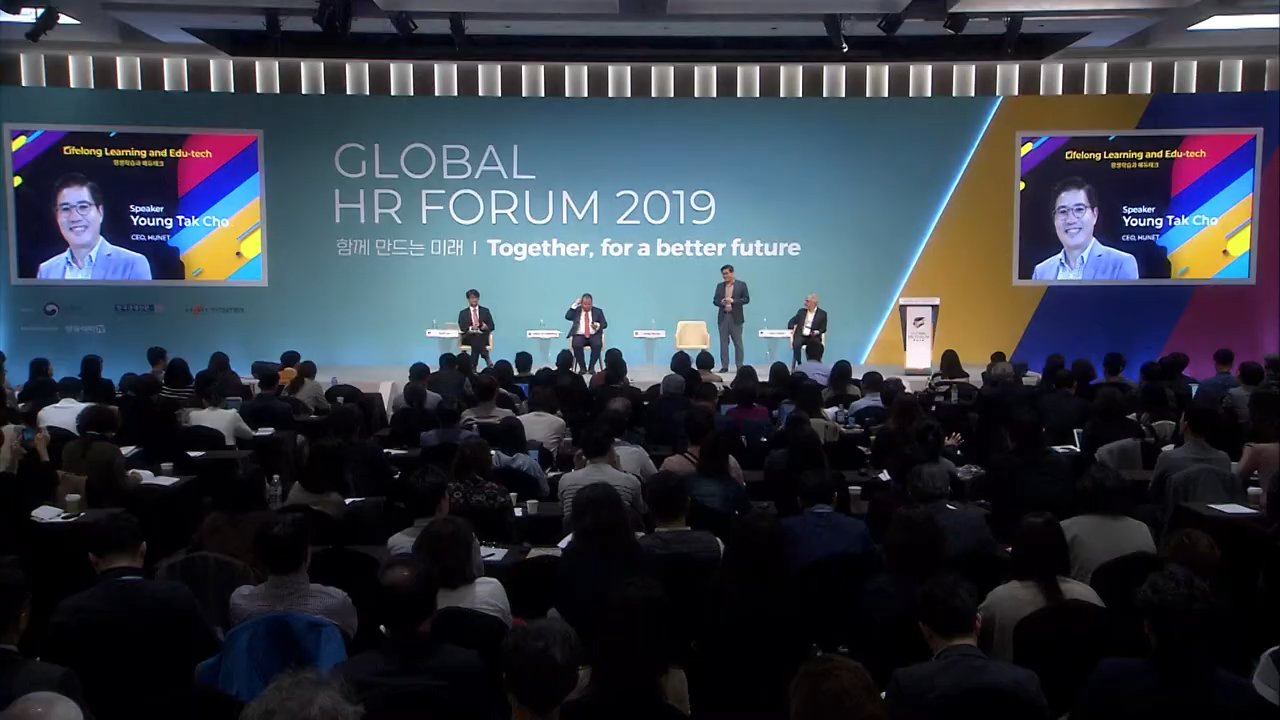 Lifelong Learning and Edu-tech
평생학습과 에듀테크
Speaker
Young Tak Cho
CEO, HUNET
GLOBAL
HR FORUM 2019
함께 만드는 미래 | Together, for a better future
Lifelong Learning and Edu-tech
평생학습과 에듀테크
Speaker
Young Tak Cho
CEO, HUNET